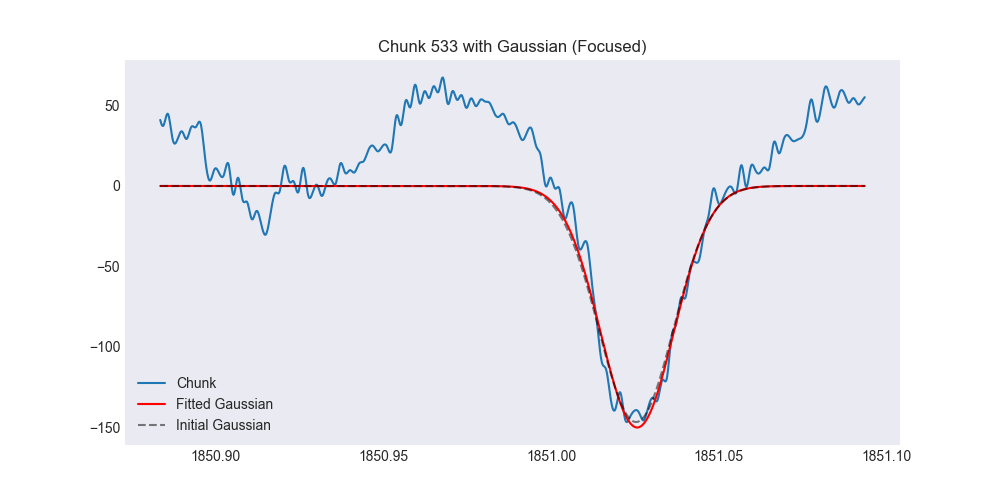 Chunk 533 with Gaussian (Focused)
50
0
−50
−100
−150
Chunk
Fitted Gaussian
Initial Gaussian
1850.90 1850.95 1851.00 1851.05 1851.10